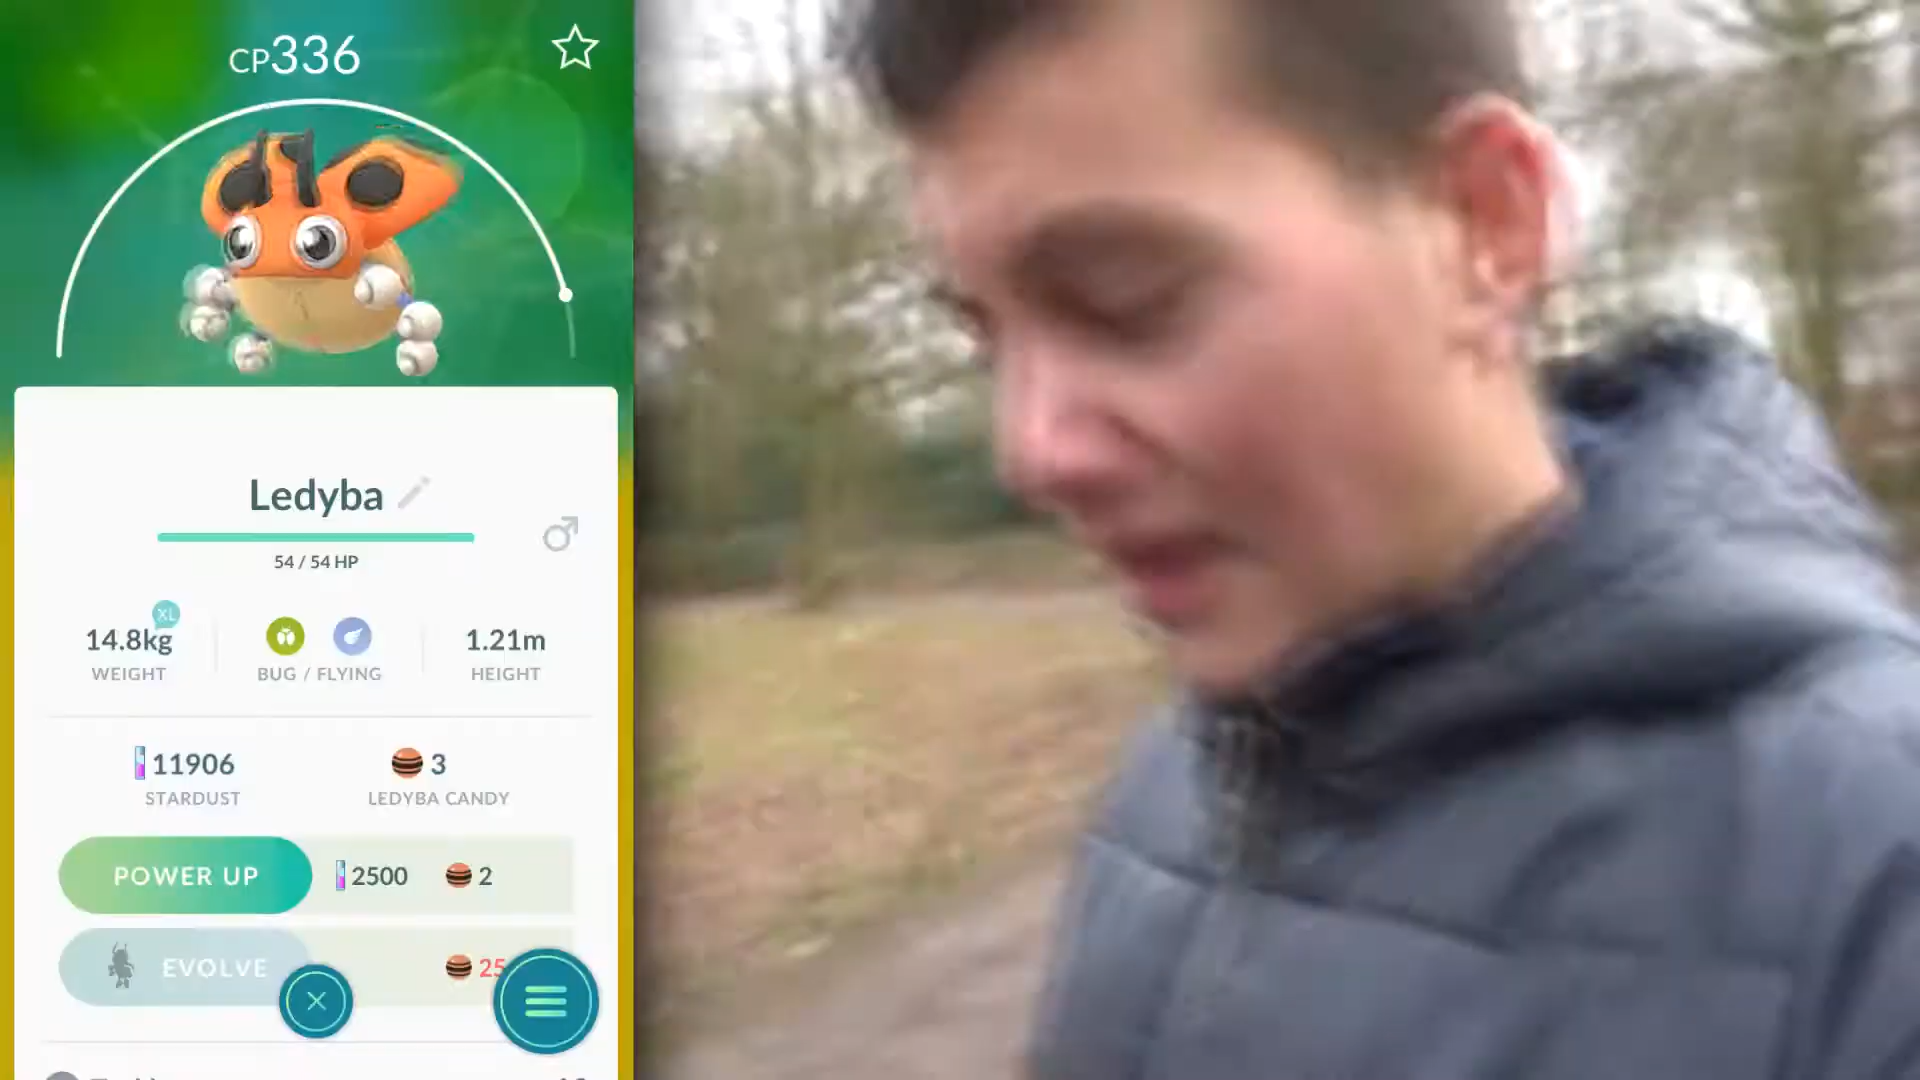 CP336
Ledyba
54 / 54 HP
XL
14.8kg
WEIGHT
BUG / FLYING
1.21m
HEIGHT
11906
STARDUST
3
LEDYBA CANDY
POWER UP
2500
2
EVOLVE
25